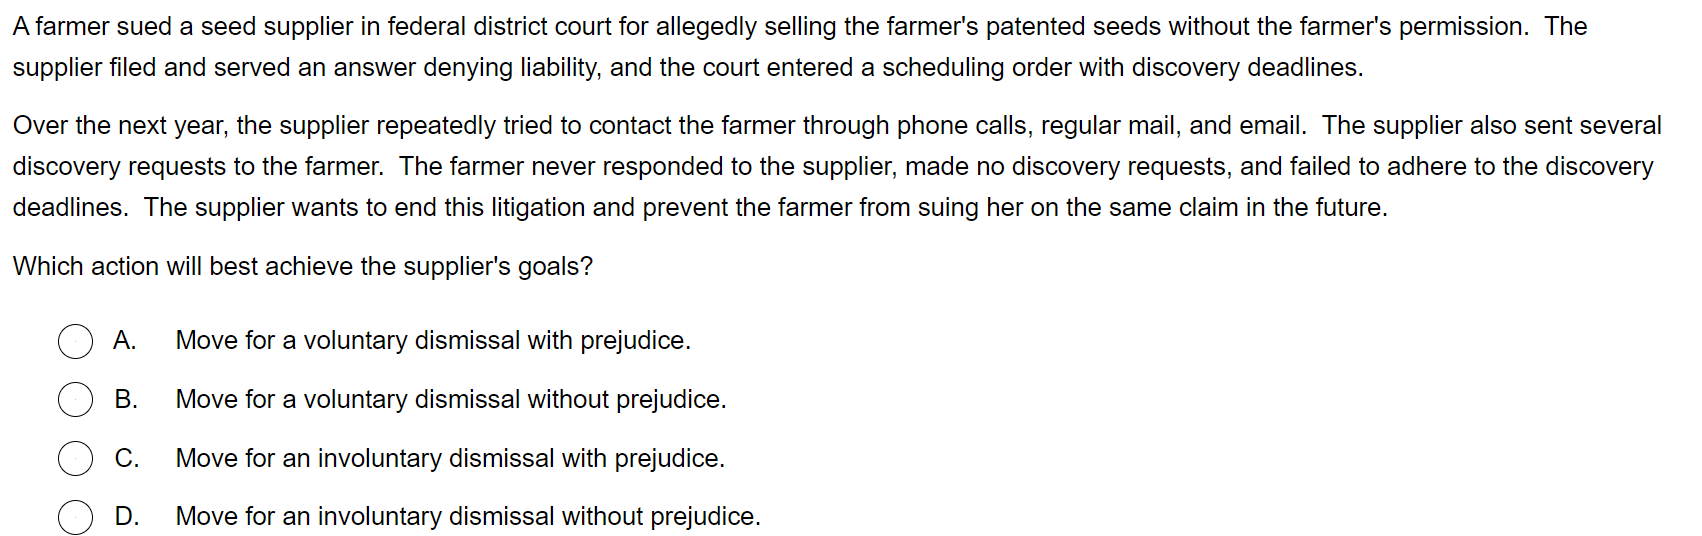 A farmer sued a seed supplier in federal district court for allegedly selling the farmer's patented seeds without the farmer's permission.  The
supplier filed and served an answer denying liability, and the court entered a scheduling order with discovery deadlines.
Over the next year, the supplier repeatedly tried to contact the farmer through phone calls, regular mail, and email.  The supplier also sent several
discovery requests to the farmer.  The farmer never responded to the supplier, made no discovery requests, and failed to adhere to the discovery
deadlines.  The supplier wants to end this litigation and prevent the farmer from suing her on the same claim in the future.
Which action will best achieve the supplier's goals?
A. Move for a voluntary dismissal with prejudice.
B. Move for a voluntary dismissal without prejudice.
C. Move for an involuntary dismissal with prejudice.
D. Move for an involuntary dismissal without prejudice.